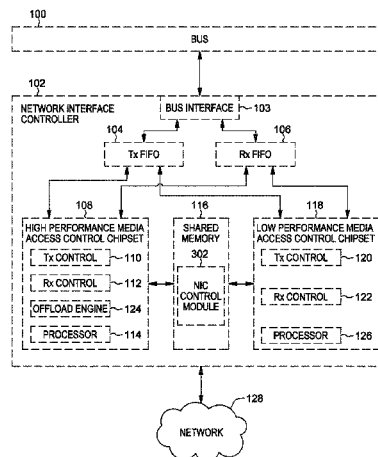 100
BUS
102
NETWORK INTERFACE
CONTROLLER
BUS INTERFACE
103
104
Tx FIFO
106
Rx FIFO
108
HIGH PERFORMANCE MEDIA
ACCESS CONTROL CHIPSET
Tx CONTROL
110
Rx CONTROL
112
OFFLOAD ENGINE
124
PROCESSOR
114
116
SHARED
MEMORY
302
NIC
CONTROL
MODULE
118
LOW PERFORMANCE MEDIA
ACCESS CONTROL CHIPSET
Tx CONTROL
120
Rx CONTROL
122
PROCESSOR
126
128
NETWORK